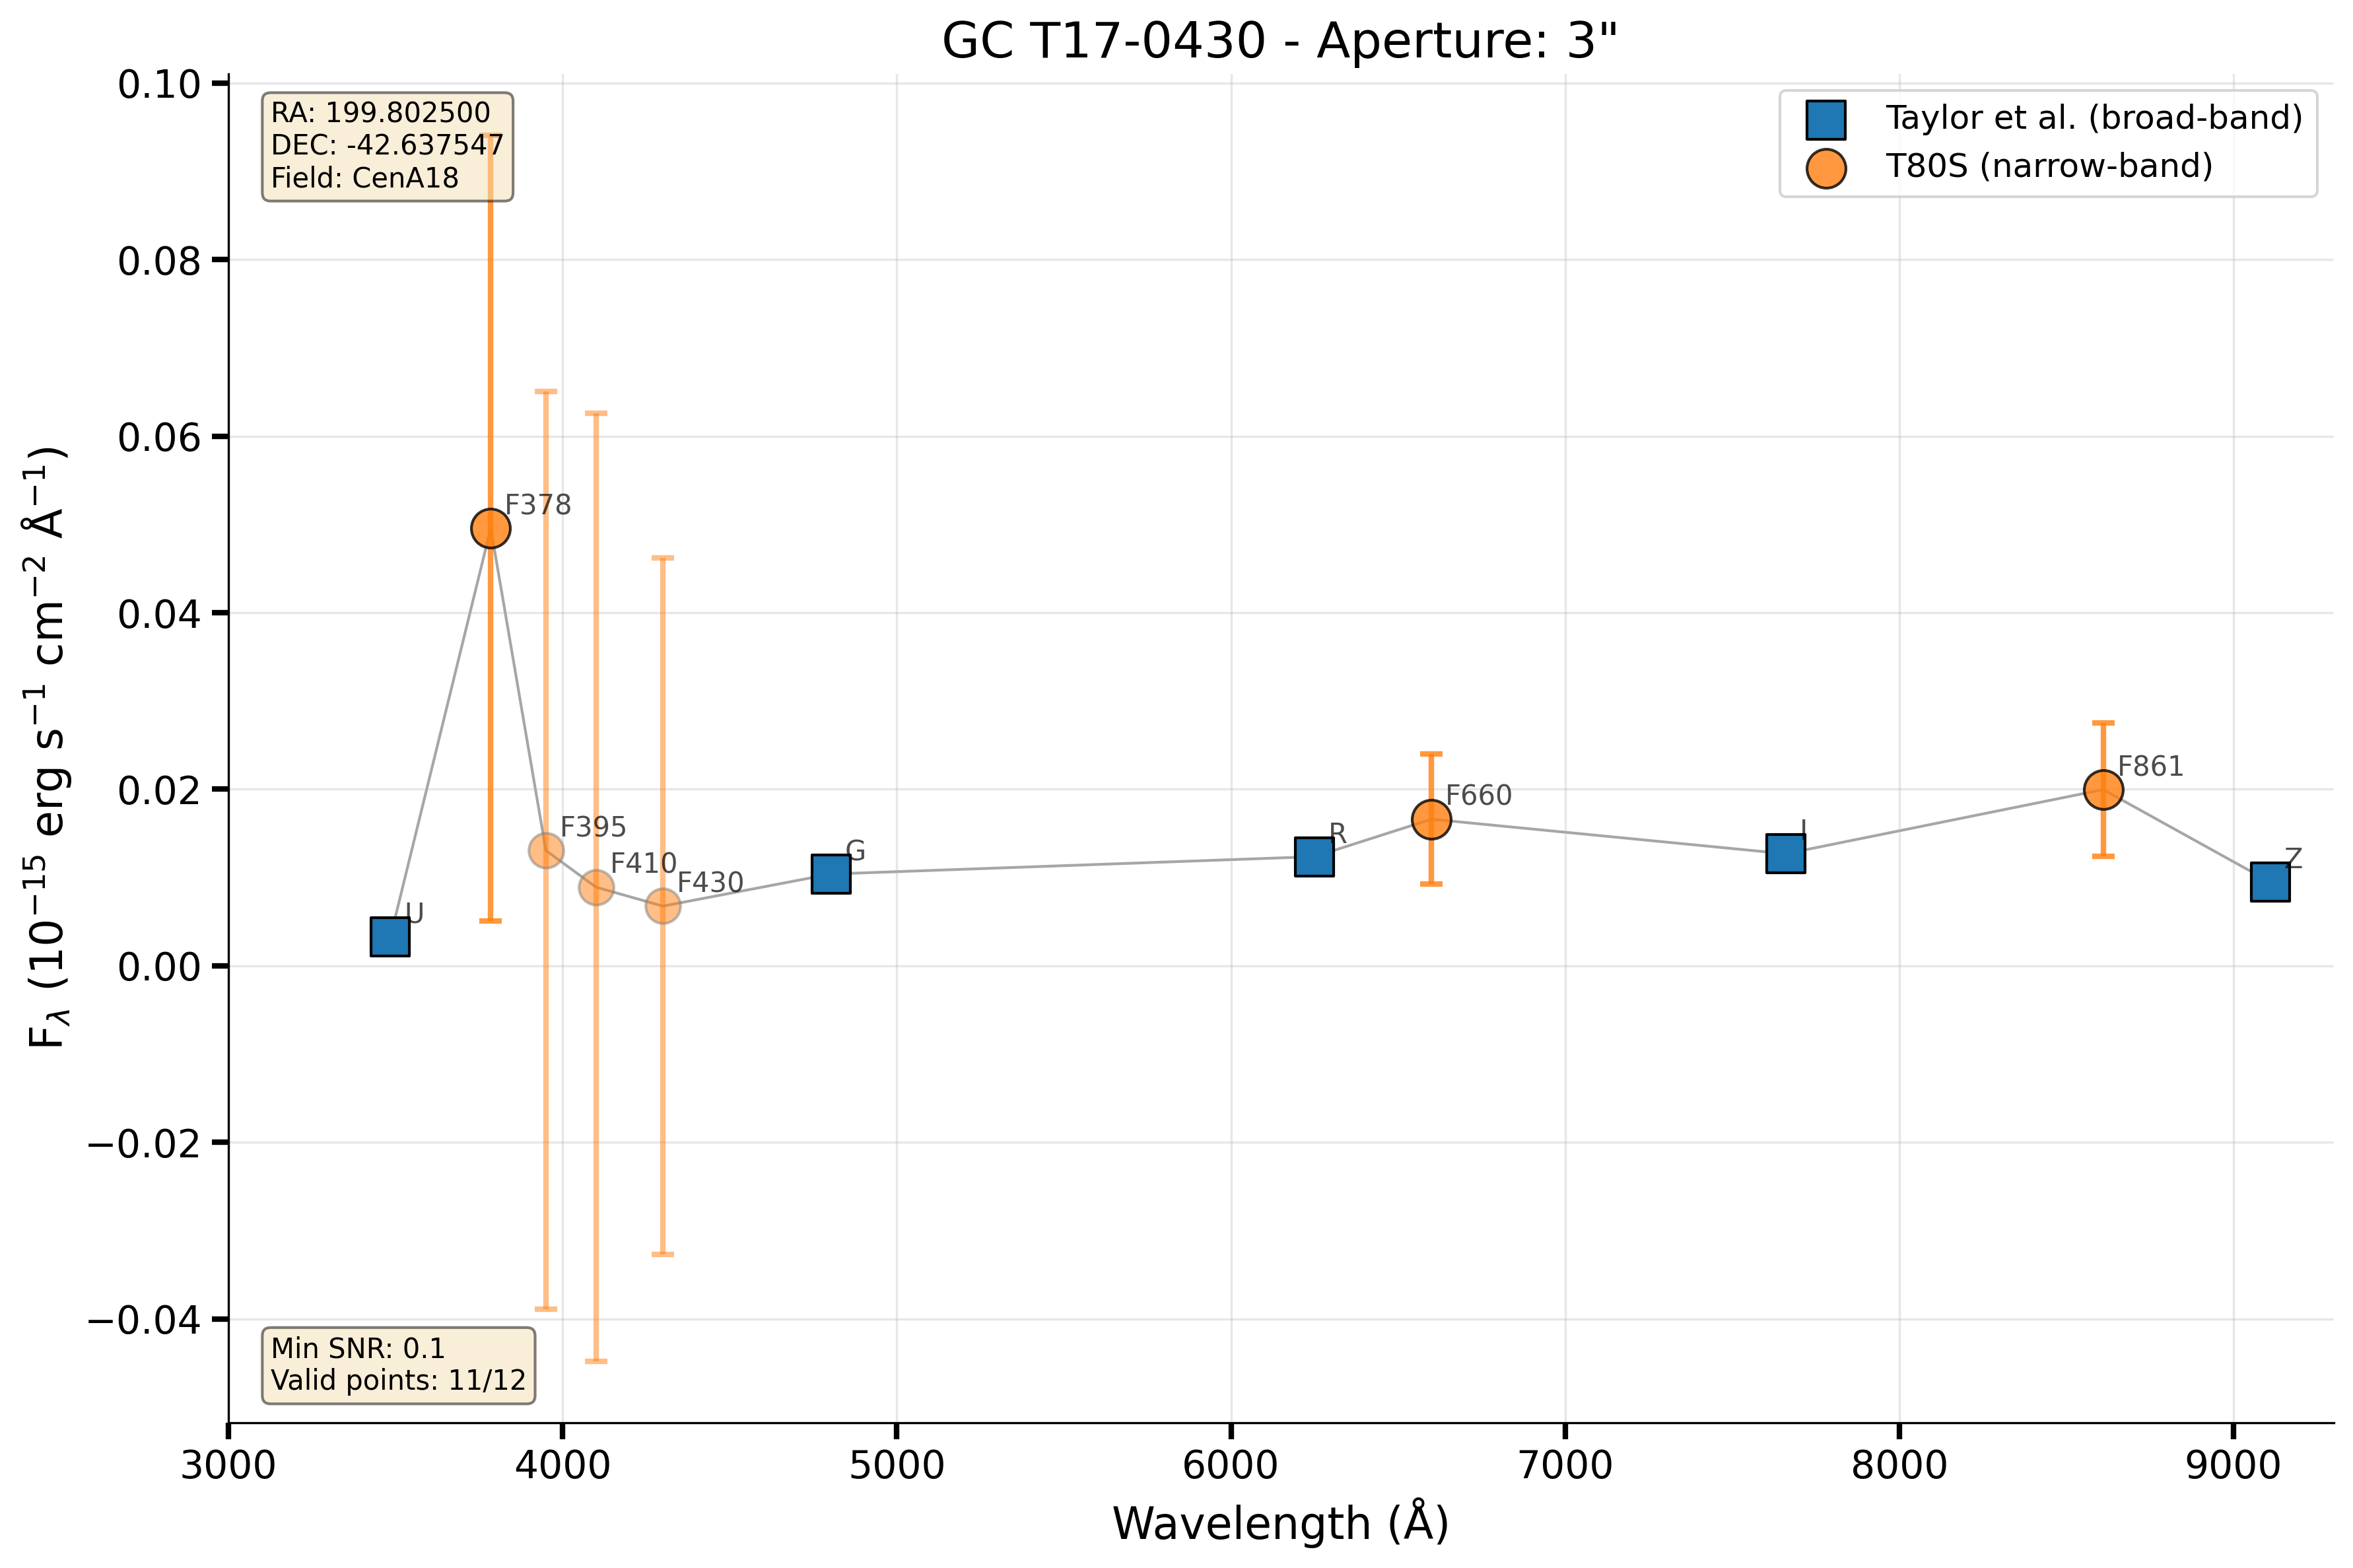 GC T17-0430 - Aperture: 3"
RA: 199.802500
DEC: -42.637547
Field: CenA18
Taylor et al. (broad-band)
T80S (narrow-band)
0.10
0.08
0.06
0.04
0.02
0.00
−0.02
−0.04
F$_{λ}$ (10$^{−15}$ erg s$^{−1}$ cm$^{−2}$ Å$^{−1}$)
U
F378
F395
F410
F430
G
R
F660
I
F861
Z
Min SNR: 0.1
Valid points: 11/12
3000
4000
5000
6000
7000
8000
9000
Wavelength (Å)